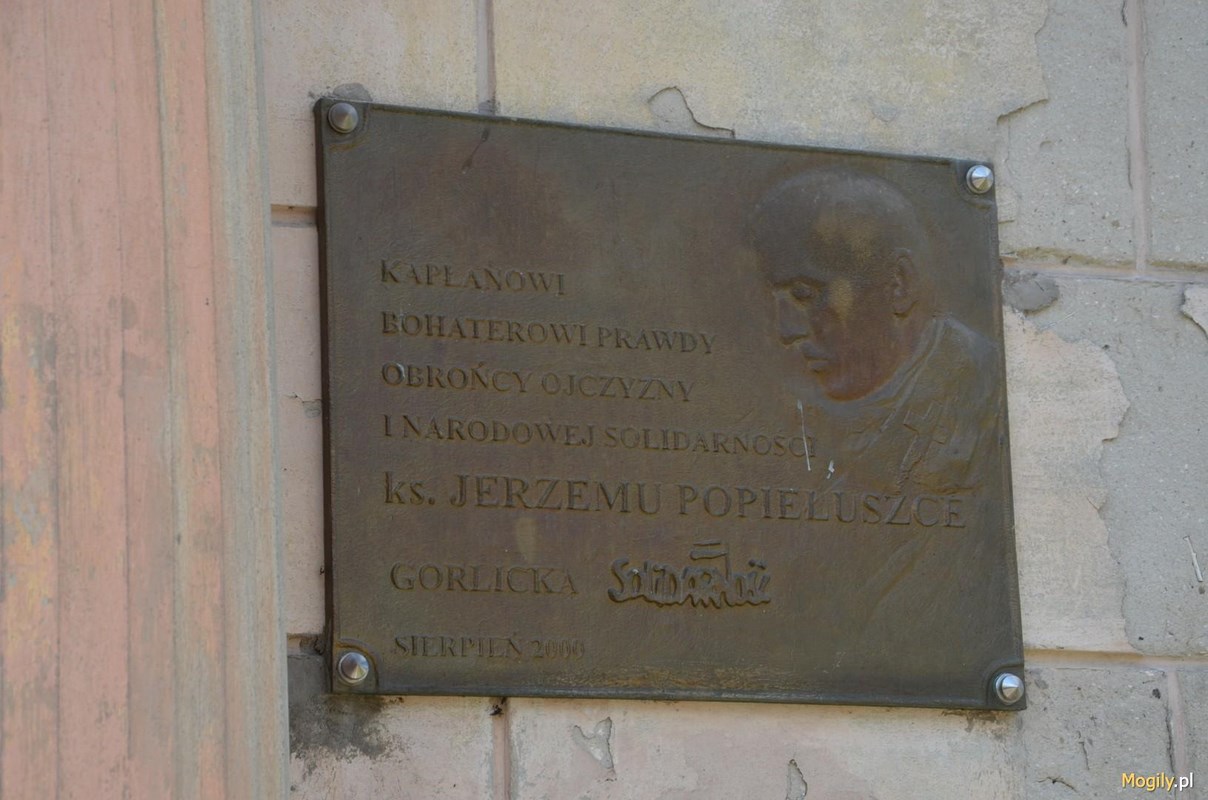 KAPŁANOWI
BOHATEROWI PRAWDY
OBROŃCY OJCZYZNY
I NARODOWEJ SOLIDARNOŚCI
ks. JERZEMU POPIEŁUSZCE
GORLICKA SOLIDARNOŚĆ
SIERPIEŃ 2000
Mogily.pl